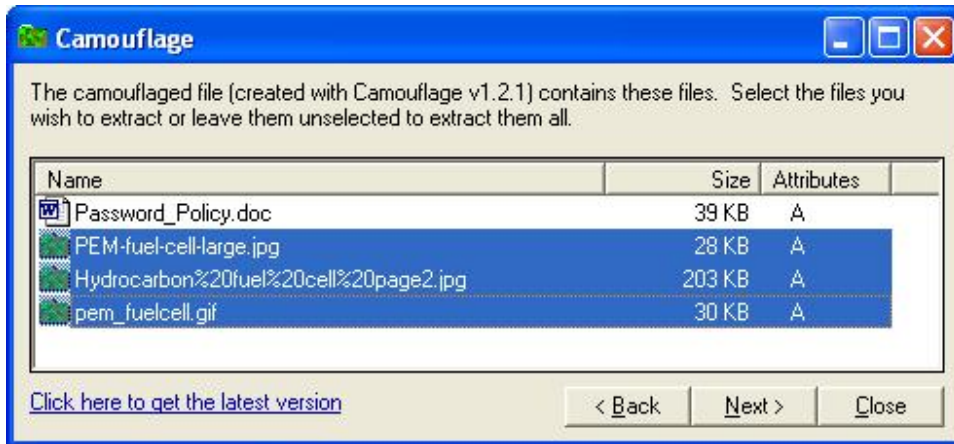 Camouflage
The camouflaged file (created with Camouflage v1.2.1) contains these files. Select the files you
wish to extract or leave them unselected to extract them all.
Name Size Attributes
Password_Policy.doc 39 KB A
PEM-fuel-cell-large.jpg 28 KB A
Hydrocarbon%20fuel%20cell%20page2.jpg 203 KB A
pem_fuelcell.gif 30 KB A
Click here to get the latest version < Back Next > Close